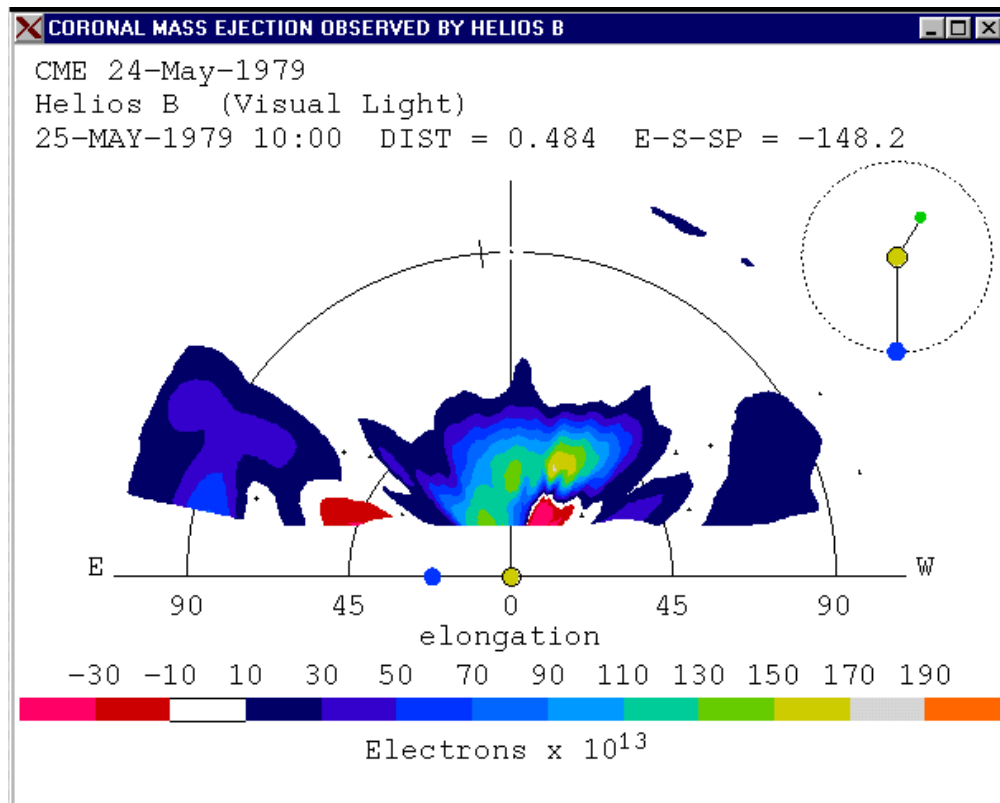 CORONAL MASS EJECTION OBSERVED BY HELIOS B
CME 24-May-1979
Helios B (Visual Light)
25-MAY-1979 10:00 DIST = 0.484 E-S-SP = -148.2
E W
90 45 0 45 90
elongation
-30 -10 10 30 50 70 90 110 130 150 170 190
Electrons x 10¹³